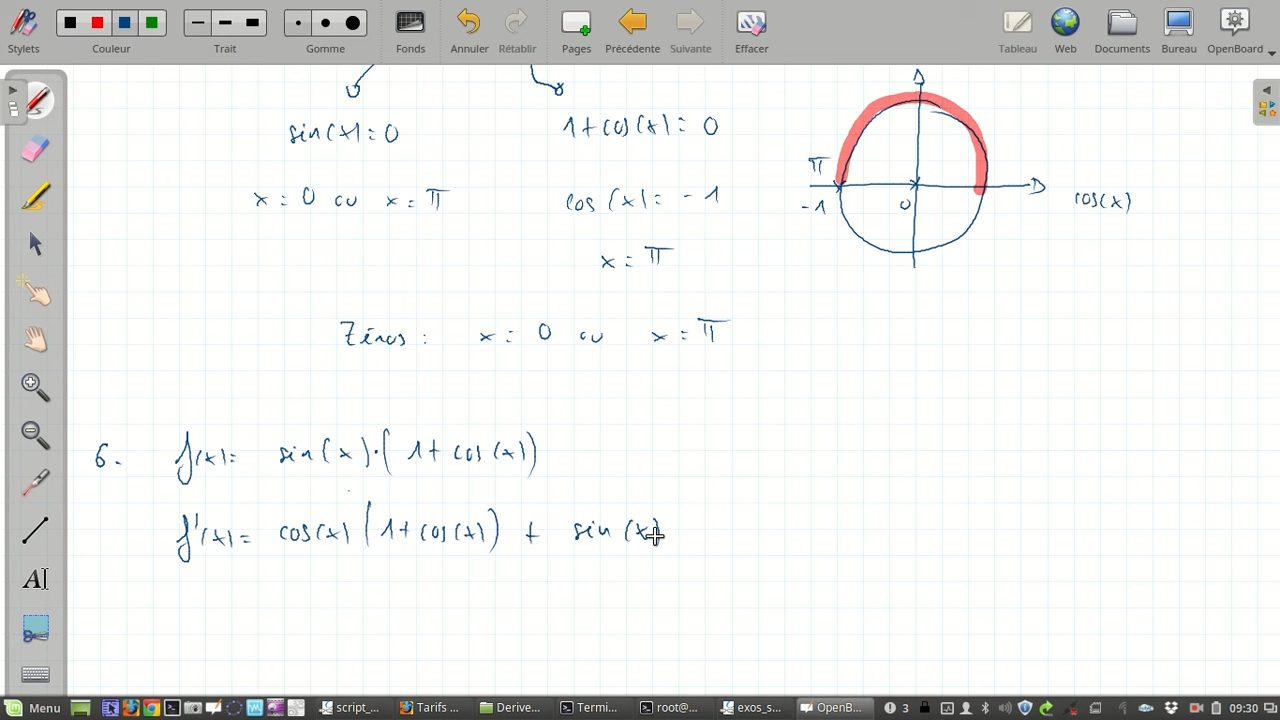 Stylets Couleur Trait Gomme Fonds Annuler Rétablir Pages Précédente Suivante Effacer Tableau Web Documents Bureau OpenBoard
sin(x)=0 1+cos(x)=0
x=0 ou x=π cos(x)=-1
x=π
π
-1 0 cos(x)
Zéros : x=0 ou x=π
6. f(x)= sin(x)·(1+cos(x))
f'(x)= cos(x)(1+cos(x)) + sin(x)
AI
Menu script_... Tarifs ... Derive... Termi... root@... exos_s... OpenB... 3 09:30